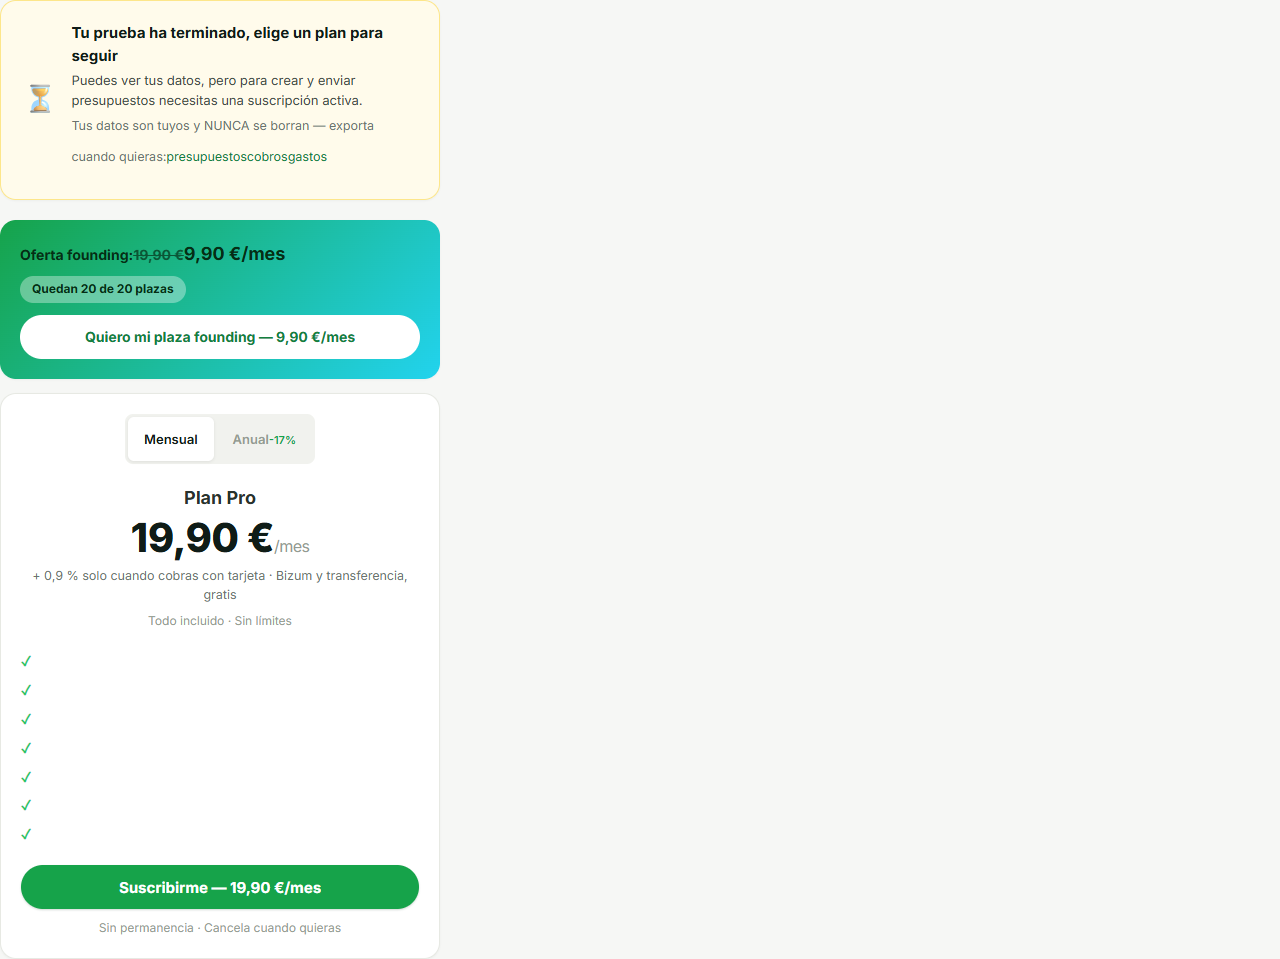 Tu prueba ha terminado, elige un plan para
seguir
Puedes ver tus datos, pero para crear y enviar
presupuestos necesitas una suscripción activa.
Tus datos son tuyos y NUNCA se borran — exporta
cuando quieras:presupuestoscobrosgastos
Oferta founding:19,90 €9,90 €/mes
Quedan 20 de 20 plazas
Quiero mi plaza founding — 9,90 €/mes
Mensual
Anual-17%
Plan Pro
19,90 €/mes
+ 0,9 % solo cuando cobras con tarjeta · Bizum y transferencia,
gratis
Todo incluido · Sin límites
✓
✓
✓
✓
✓
✓
✓
Suscribirme — 19,90 €/mes
Sin permanencia · Cancela cuando quieras